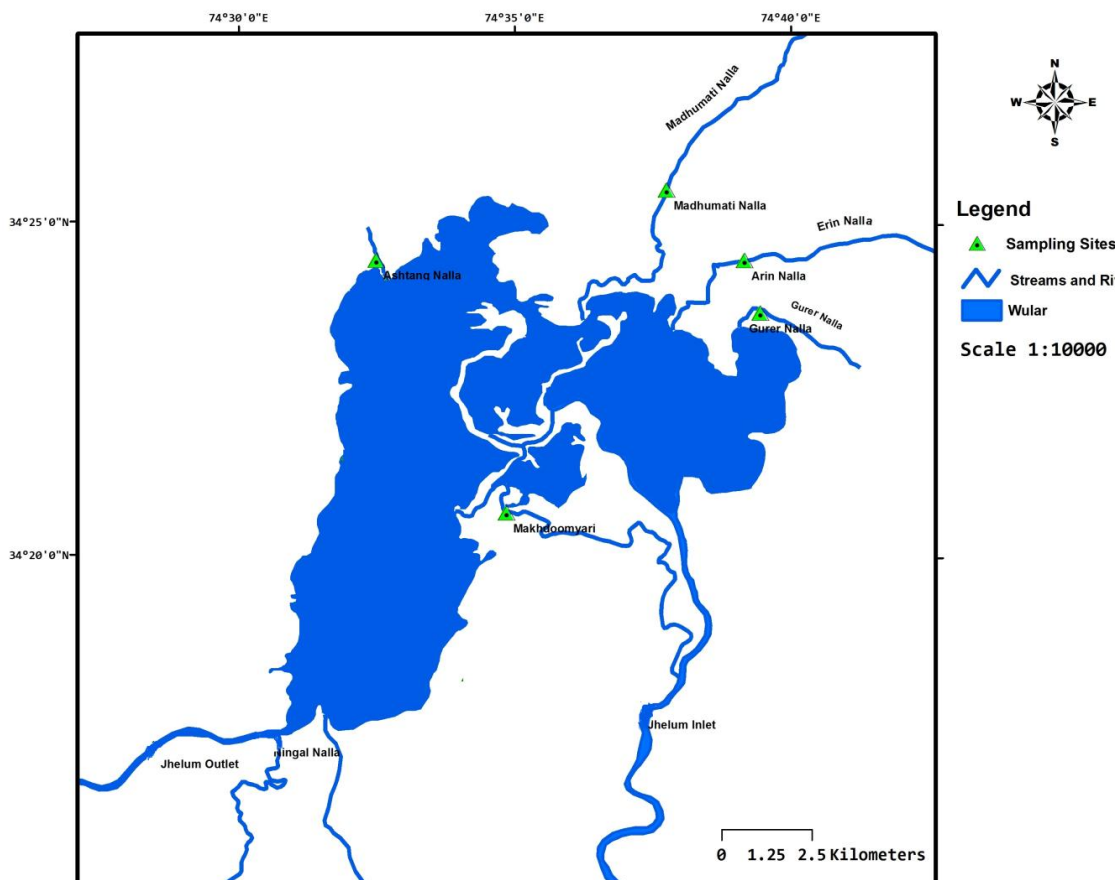 74°30'0"E
74°35'0"E
74°40'0"E
N
W
E
S
Madhumati Nalla
Madhumati Nalla
34°25'0"N
Erin Nalla
Ashtang Nalla
Arin Nalla
Gurer Nalla
Gurer Nalla
Legend
Sampling Sites
Streams and Ri
Wular
Scale 1:10000
Makhdoomyari
34°20'0"N
Jhelum Inlet
Jhelum Outlet
Nalla
0 1.25 2.5 Kilometers